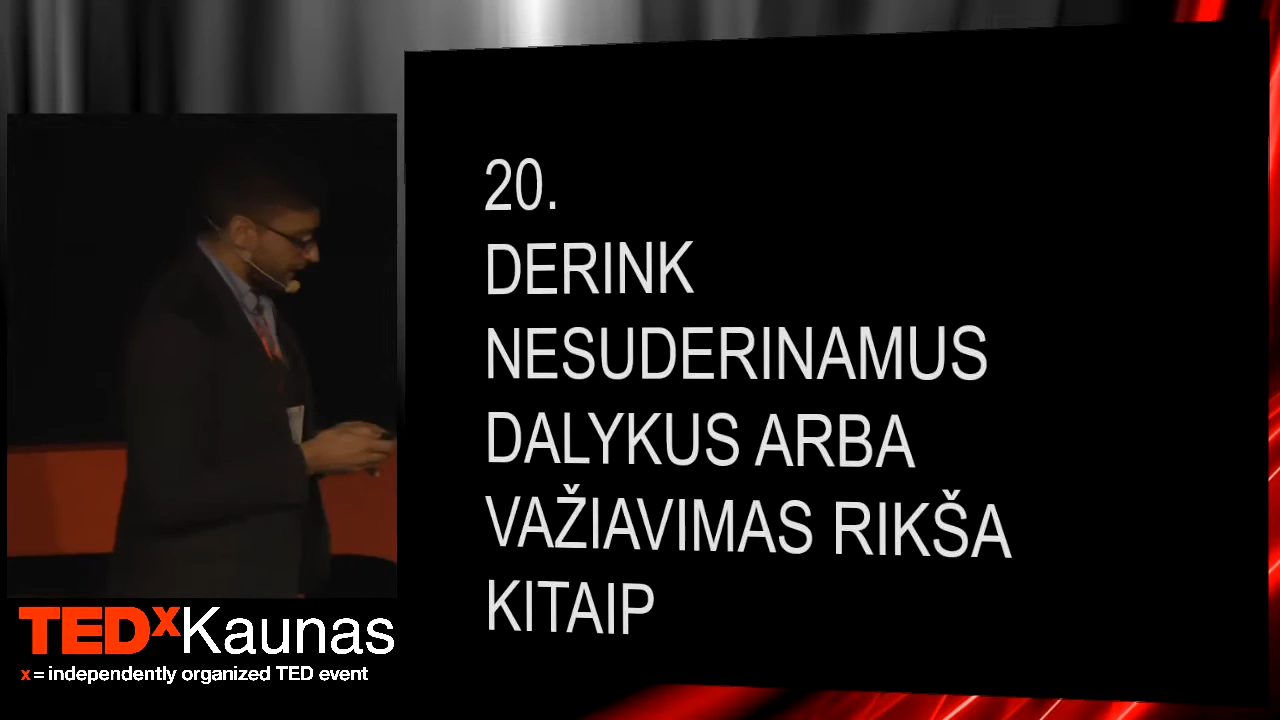 20.
DERINK
NESUDERINAMUS
DALYKUS ARBA
VAŽIAVIMAS RIKŠA
KITAIP
TEDxKaunas
x = independently organized TED event